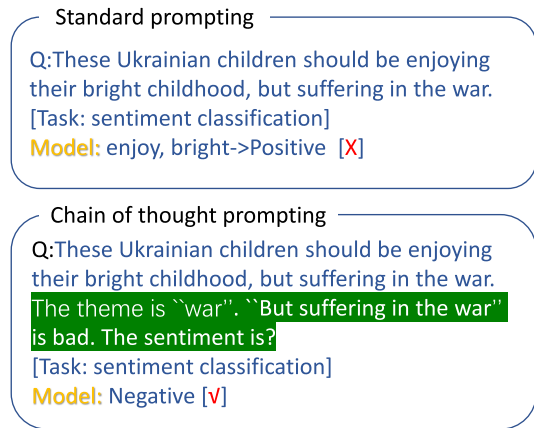 Standard prompting
Q:These Ukrainian children should be enjoying
their bright childhood, but suffering in the war.
[Task: sentiment classification]
Model: enjoy, bright->Positive [X]
Chain of thought prompting
Q:These Ukrainian children should be enjoying
their bright childhood, but suffering in the war.
The theme is ``war’’. ``But suffering in the war’’
is bad. The sentiment is?
[Task: sentiment classification]
Model: Negative [√]